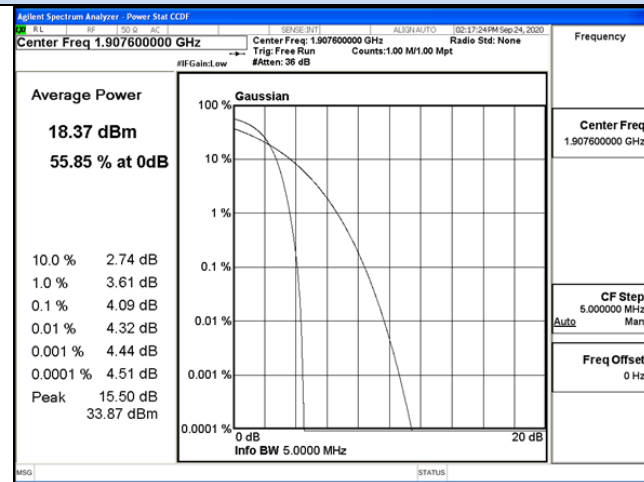 Agilent Spectrum Analyzer - Power Stat CCDF
RL RF 50 Ω AC SENSE:INT ALIGN AUTO 02:17:24 PM Sep 24, 2020
Center Freq 1.907600000 GHz
Center Freq: 1.907600000 GHz Radio Std: None
Trig: Free Run Counts:1.00 M/1.00 Mpt
#IFGain:Low #Atten: 36 dB
Frequency
Average Power
18.37 dBm
55.85 % at 0dB
10.0 % 2.74 dB
1.0 % 3.61 dB
0.1 % 4.09 dB
0.01 % 4.32 dB
0.001 % 4.44 dB
0.0001 % 4.51 dB
Peak 15.50 dB
33.87 dBm
Gaussian
100 %
10 %
1 %
0.1 %
0.01 %
0.001 %
0.0001 %
0 dB 20 dB
Info BW 5.0000 MHz
Center Freq
1.907600000 GHz
CF Step
5.000000 MHz
Auto Man
Freq Offset
0 Hz
MSG STATUS